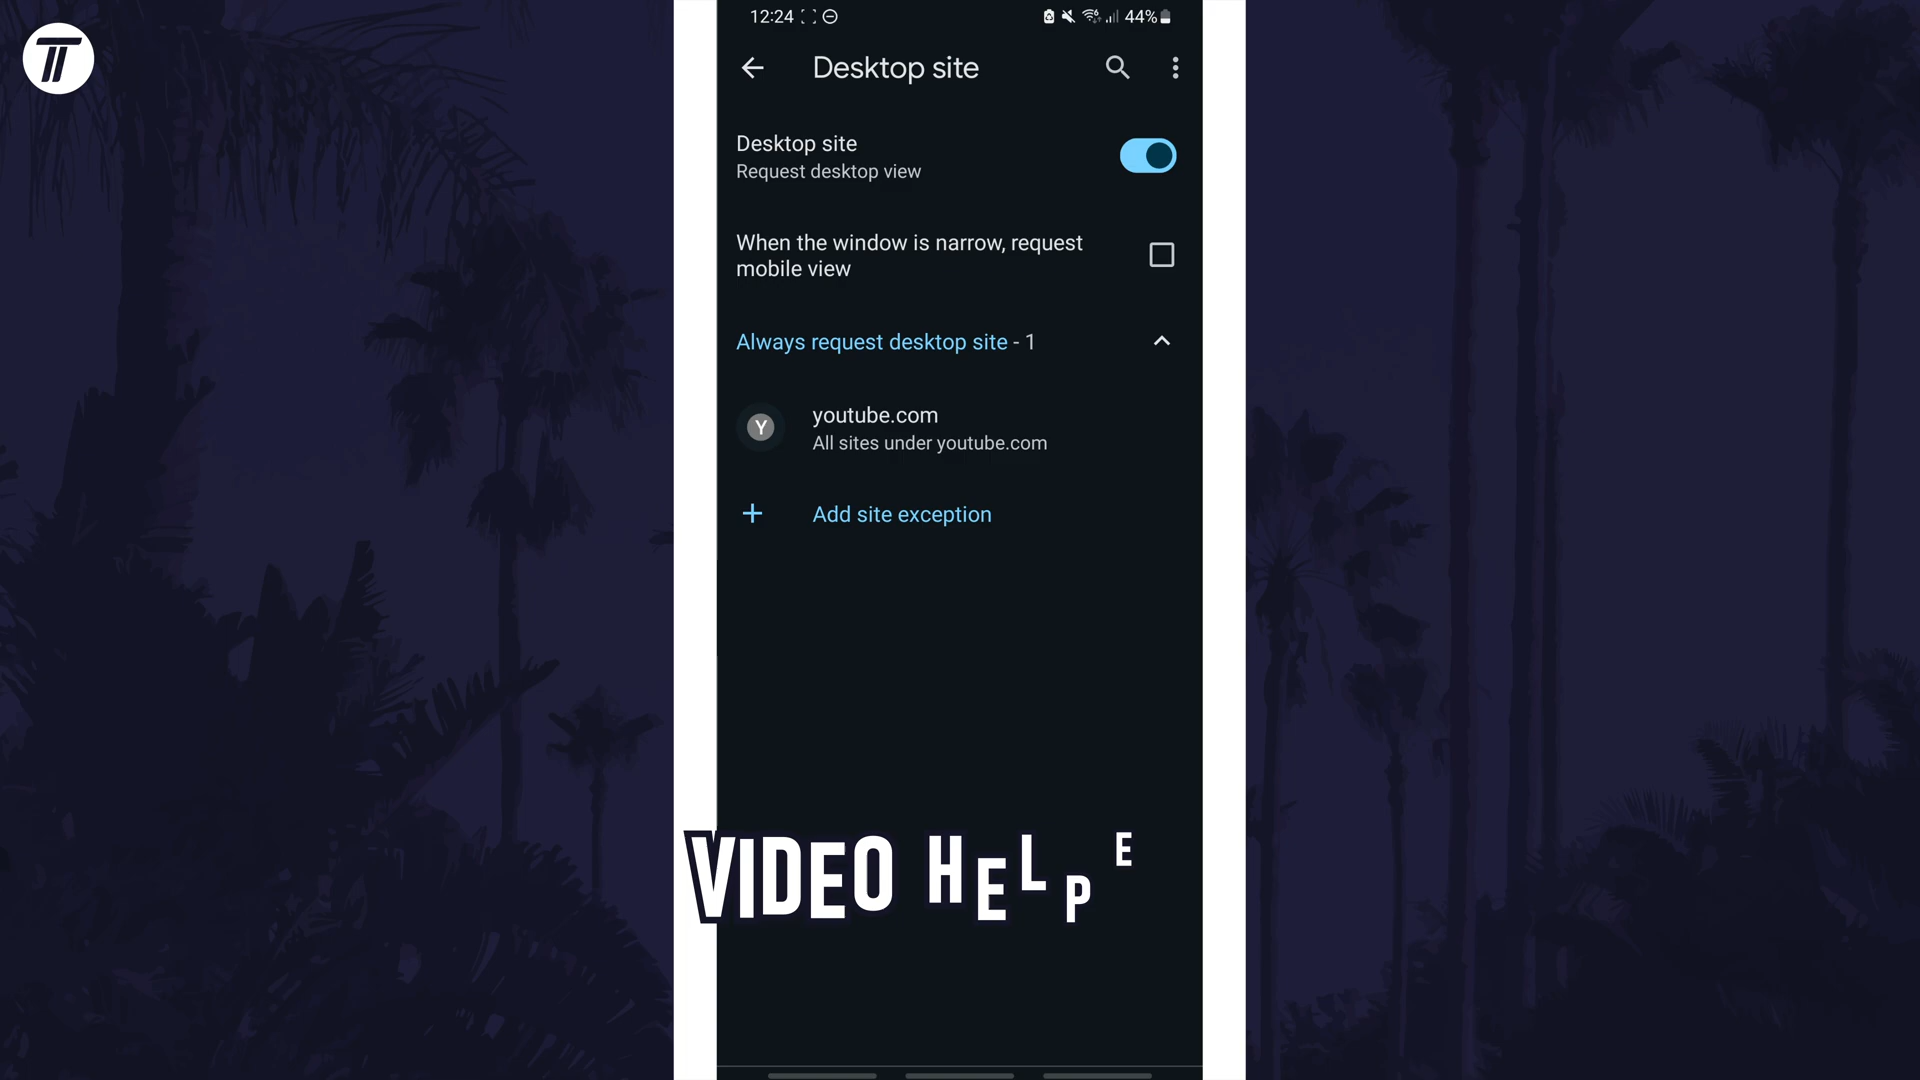 12:24 44%
Desktop site
Desktop site
Request desktop view
When the window is narrow, request
mobile view
Always request desktop site - 1
Y youtube.com
All sites under youtube.com
+ Add site exception
VIDEO HELPE